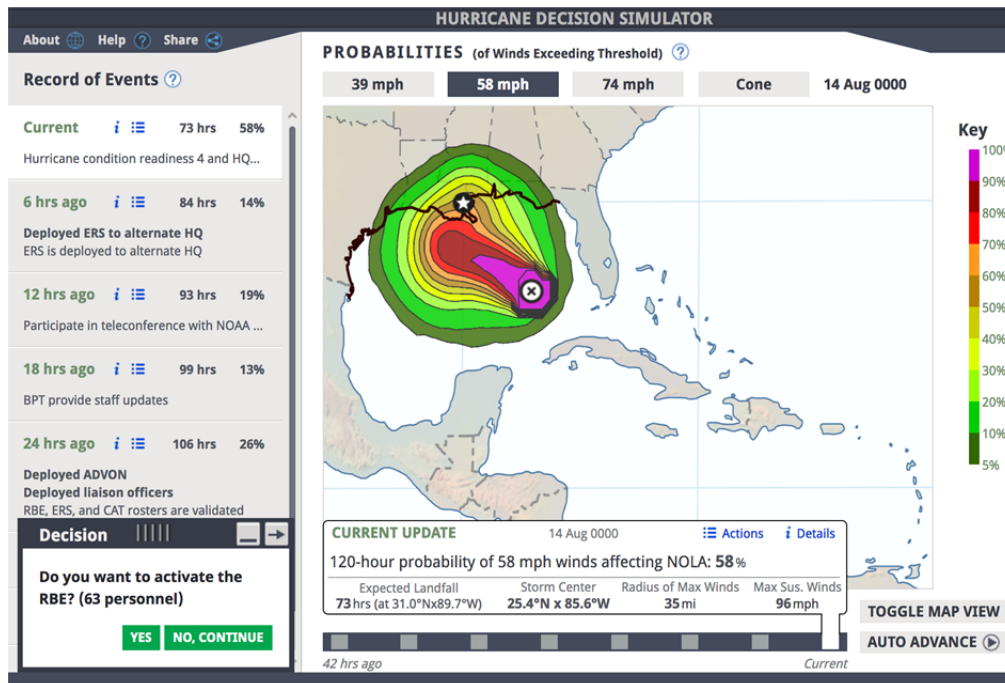 HURRICANE DECISION SIMULATOR
About Help ? Share
Record of Events ?
Current i 73 hrs 58%
Hurricane condition readiness 4 and HQ...
6 hrs ago i 84 hrs 14%
Deployed ERS to alternate HQ
ERS is deployed to alternate HQ
12 hrs ago i 93 hrs 19%
Participate in teleconference with NOAA ...
18 hrs ago i 99 hrs 13%
BPT provide staff updates
24 hrs ago i 106 hrs 26%
Deployed ADVON
Deployed liaison officers
RBE, ERS, and CAT rosters are validated
Decision
Do you want to activate the
RBE? (63 personnel)
YES NO, CONTINUE
PROBABILITIES (of Winds Exceeding Threshold) ?
39 mph 58 mph 74 mph Cone 14 Aug 0000
Key
100%
90%
80%
70%
60%
50%
40%
30%
20%
10%
5%
CURRENT UPDATE 14 Aug 0000 Actions i Details
120-hour probability of 58 mph winds affecting NOLA: 58%
Expected Landfall Storm Center Radius of Max Winds Max Sus. Winds
73 hrs (at 31.0°Nx89.7°W) 25.4°N x 85.6°W 35 mi 96 mph
42 hrs ago Current
TOGGLE MAP VIEW
AUTO ADVANCE